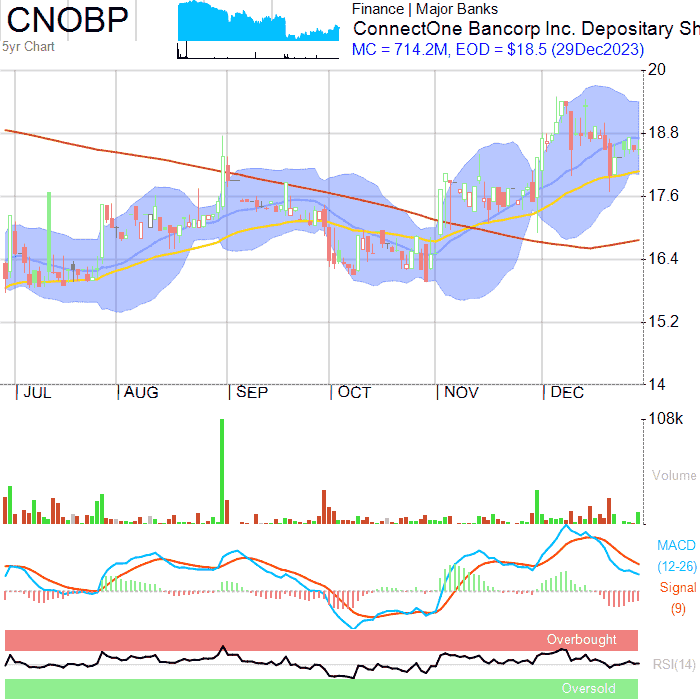 CNOBP
5yr Chart
Finance | Major Banks
ConnectOne Bancorp Inc. Depositary Sh
MC = 714.2M, EOD = $18.5 (29Dec2023)
20
18.8
17.6
16.4
15.2
14
JUL AUG SEP OCT NOV DEC
108k
Volume
MACD
(12-26)
Signal
(9)
Overbought
RSI(14)
Oversold